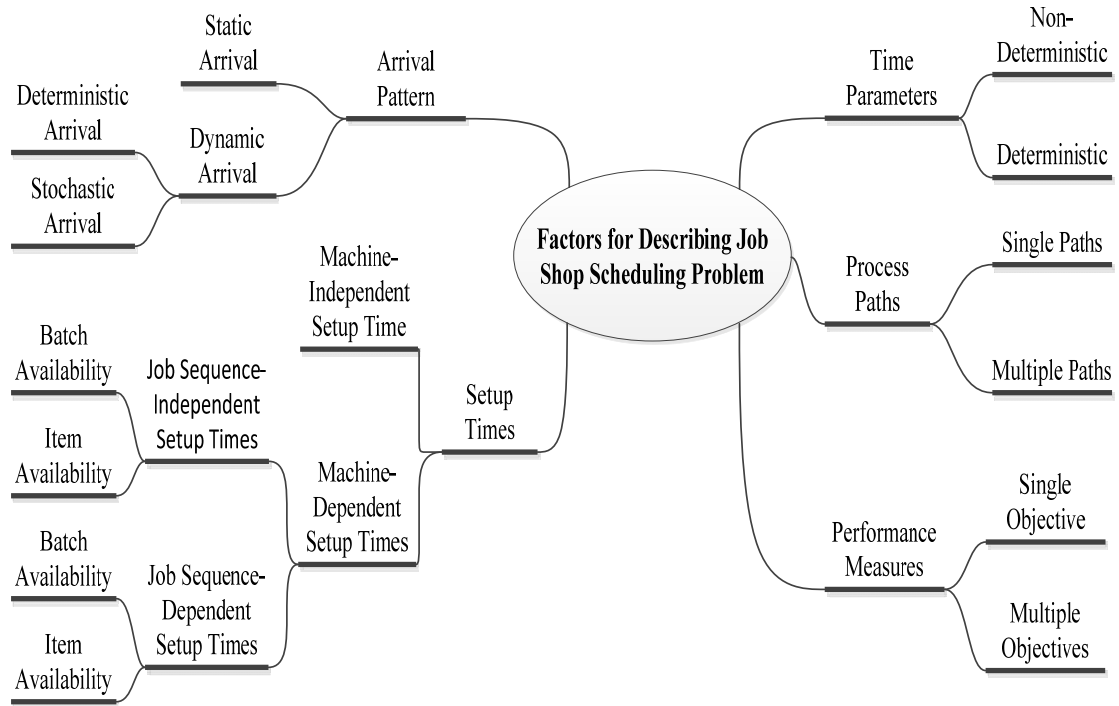 Factors for Describing Job
Shop Scheduling Problem
Arrival
Pattern
Static
Arrival
Dynamic
Arrival
Deterministic
Arrival
Stochastic
Arrival
Setup
Times
Machine-
Independent
Setup Time
Machine-
Dependent
Setup Times
Job Sequence-
Independent
Setup Times
Batch
Availability
Item
Availability
Job Sequence-
Dependent
Setup Times
Batch
Availability
Item
Availability
Time
Parameters
Non-
Deterministic
Deterministic
Process
Paths
Single Paths
Multiple Paths
Performance
Measures
Single
Objective
Multiple
Objectives